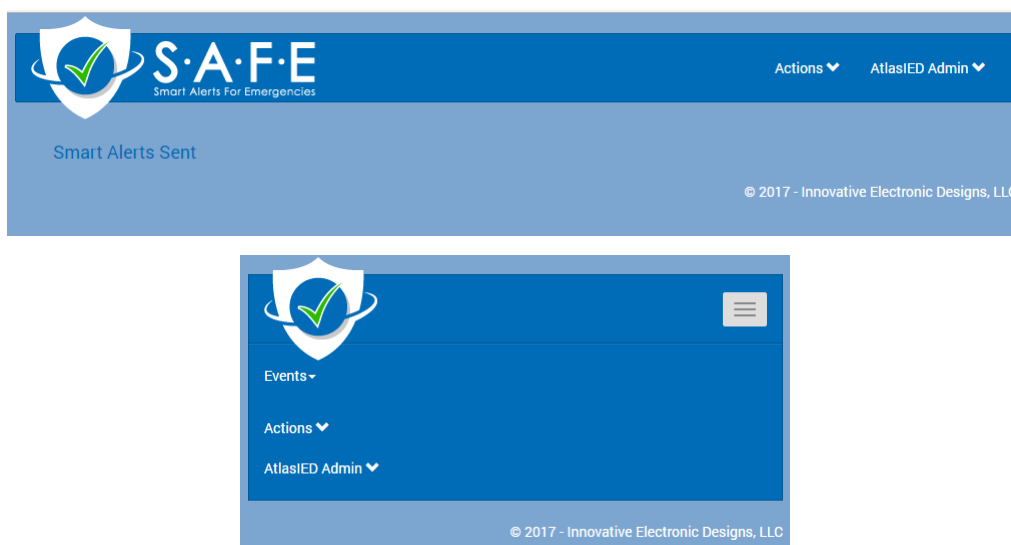 S·A·F·E
Smart Alerts For Emergencies
Actions
AtlasIED Admin
Smart Alerts Sent
© 2017 - Innovative Electronic Designs, LLC
Events
Actions
AtlasIED Admin
© 2017 - Innovative Electronic Designs, LLC